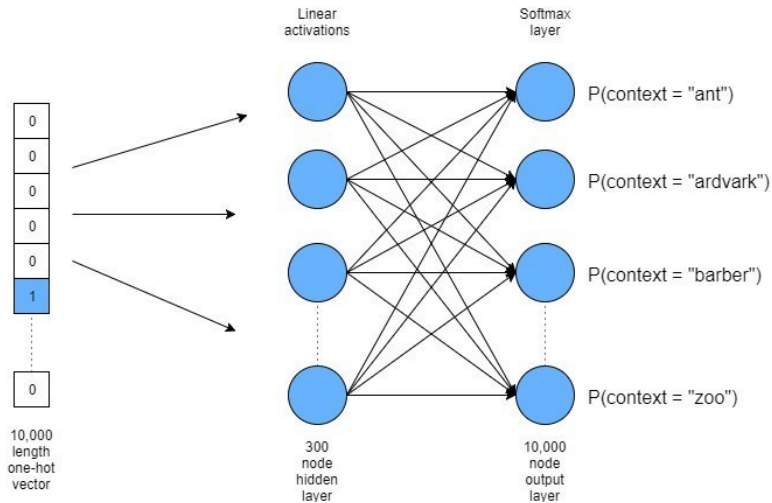 Linear
activations
Softmax
layer
0
0
0
0
0
1
0
P(context = "ant")
P(context = "ardvark")
P(context = "barber")
P(context = "zoo")
10,000
length
one-hot
vector
300
node
hidden
layer
10,000
node
output
layer